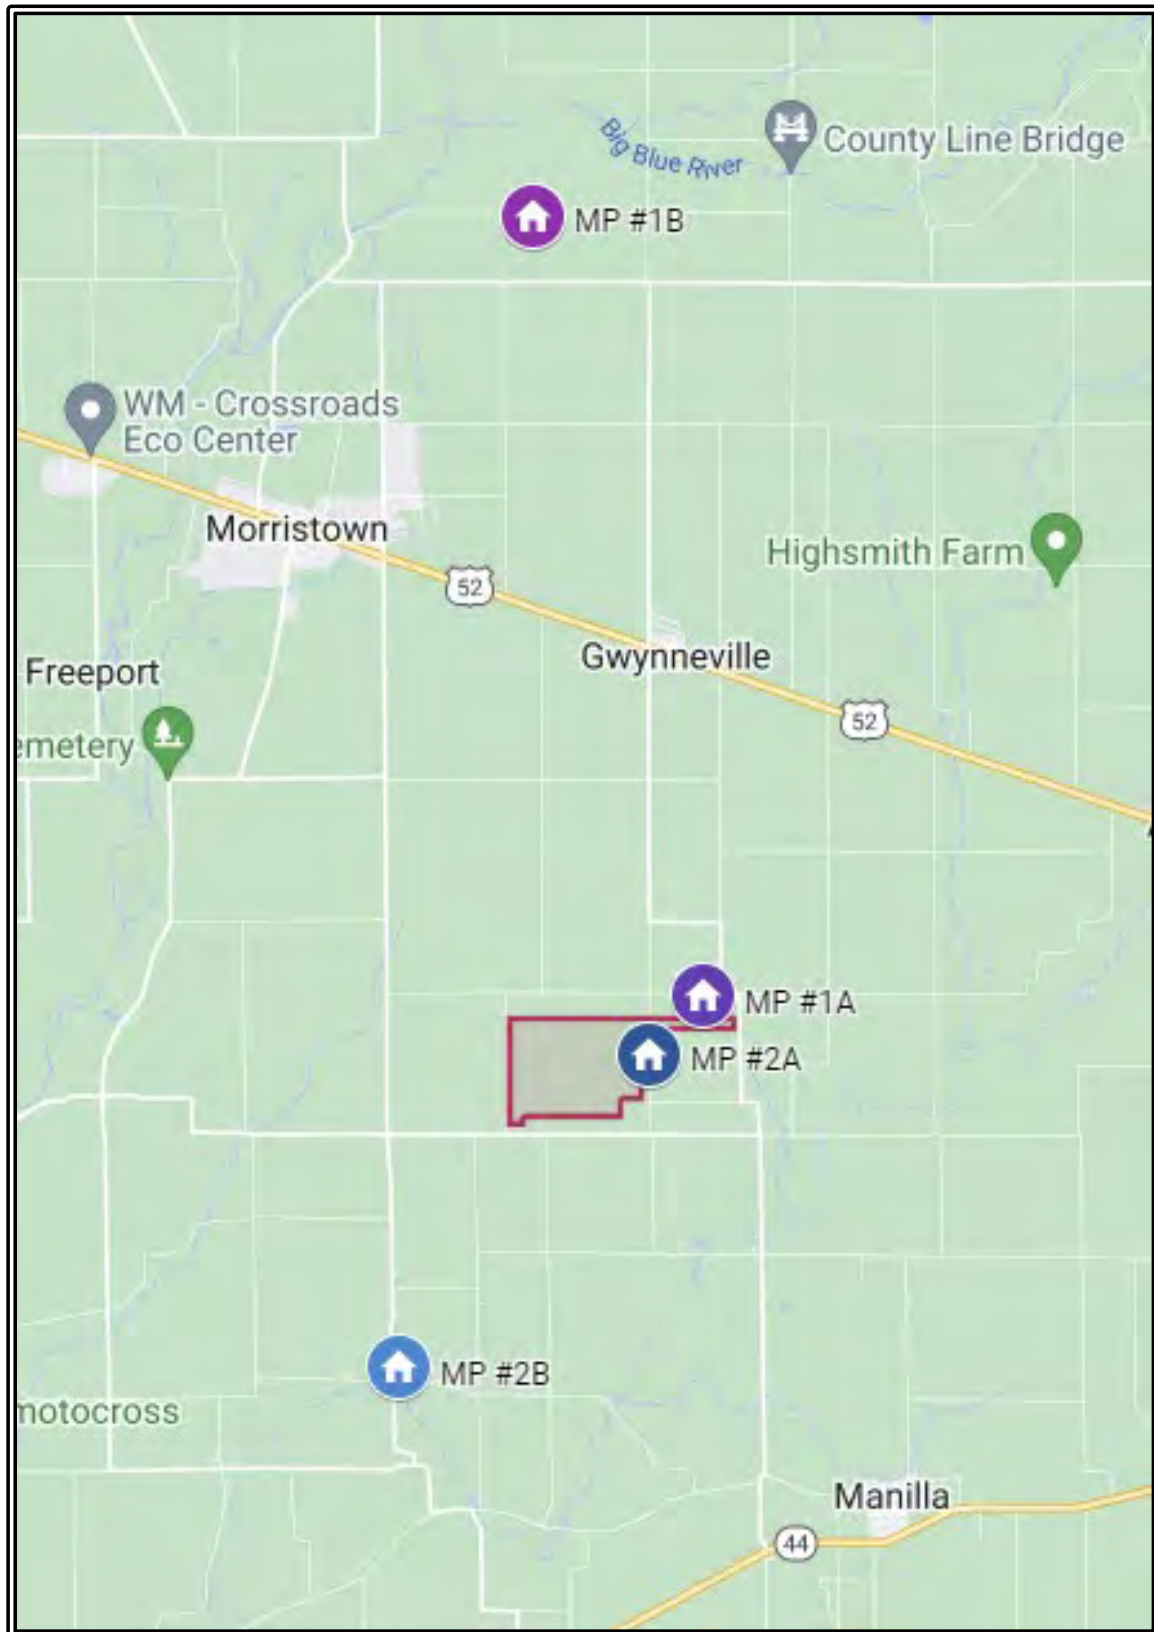 Big Blue River
County Line Bridge
MP #1B
WM - Crossroads
Eco Center
Morristown
52
Highsmith Farm
Gwynneville
Freeport
52
emetery
MP #1A
MP #2A
MP #2B
motocross
Manilla
44